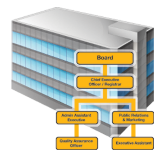 Board
Chief Executive
Officer / Registrar
Admin Assistant
Executive
Public Relations
& Marketing
Quality Assurance
Officer
Executive Assistant